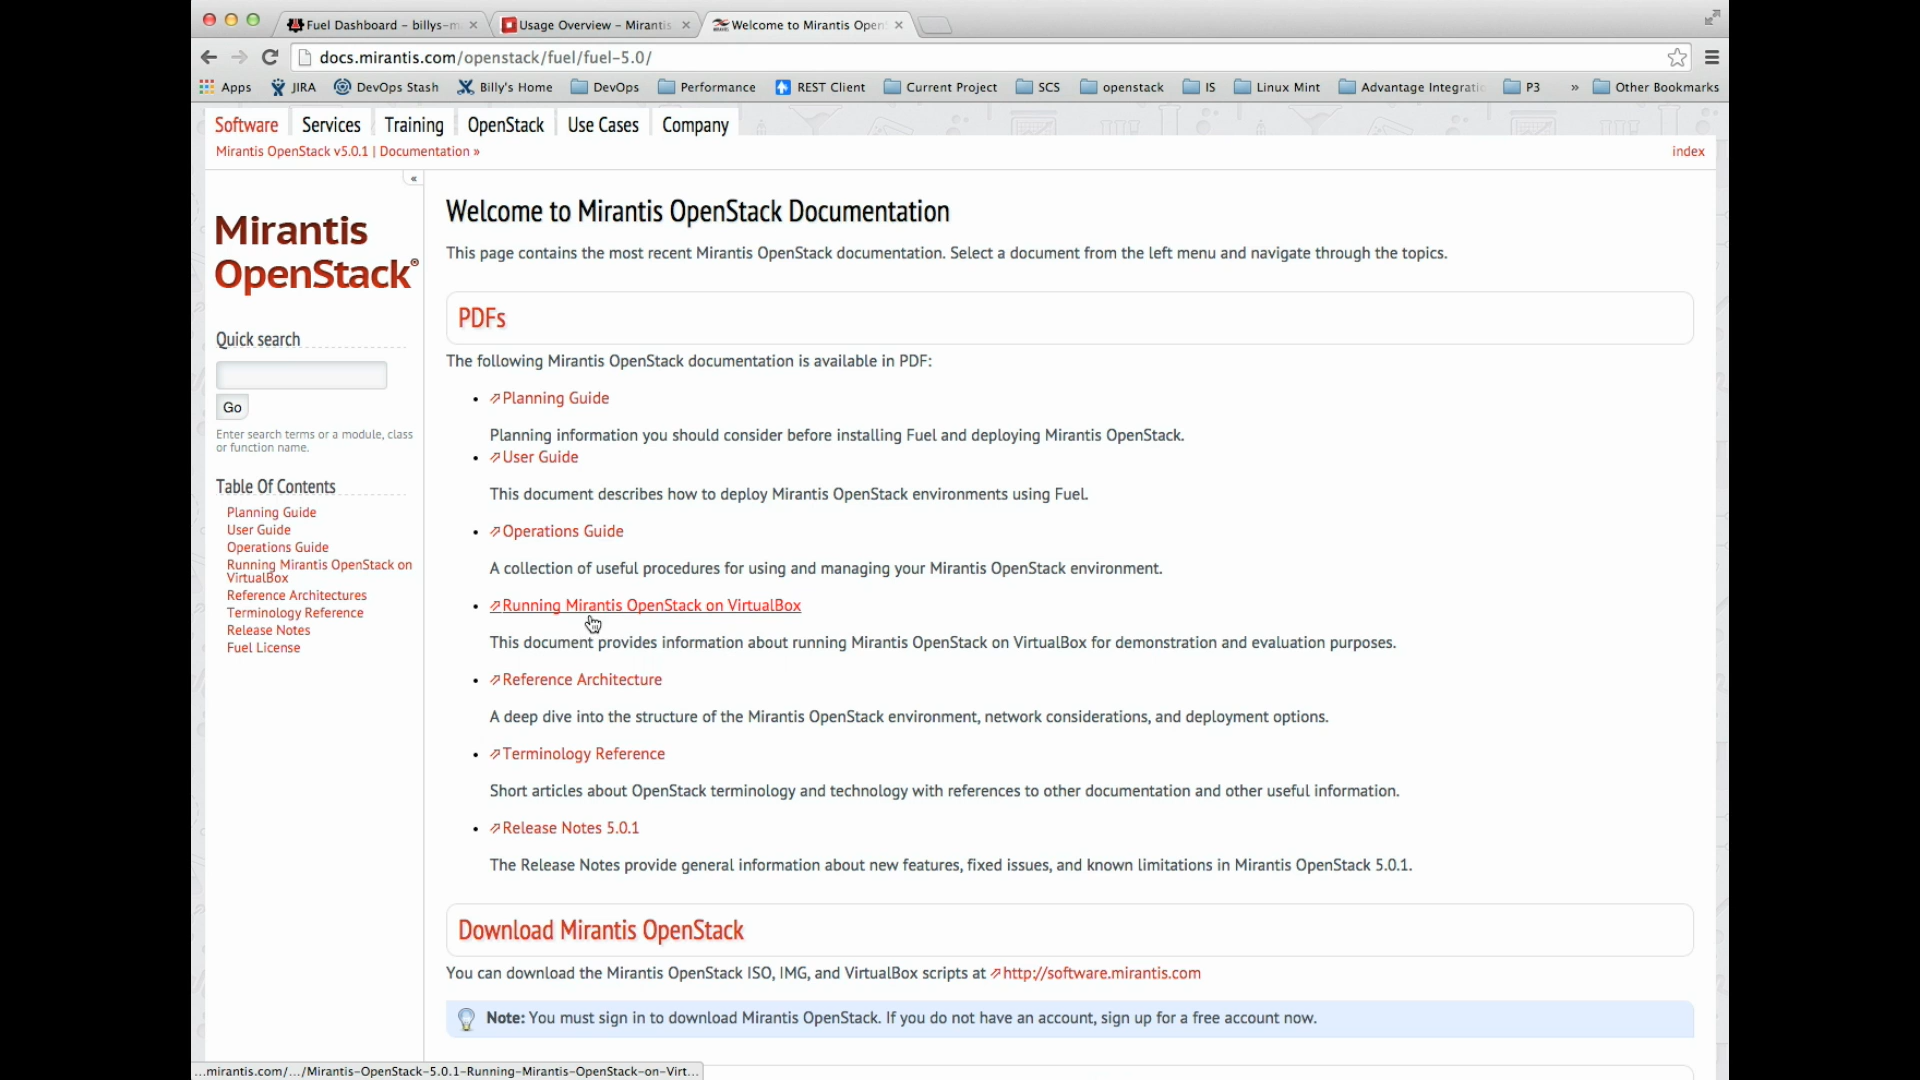 Fuel Dashboard – billys-m
Usage Overview – Mirantis
Welcome to Mirantis Open
docs.mirantis.com/openstack/fuel/fuel-5.0/
Apps JIRA DevOps Stash Billy's Home DevOps Performance REST Client Current Project SCS openstack IS Linux Mint Advantage Integratio P3 » Other Bookmarks
Software Services Training OpenStack Use Cases Company
Mirantis OpenStack v5.0.1 | Documentation » index
«
Mirantis
OpenStack®
Quick search
Go
Enter search terms or a module, class
or function name.
Table Of Contents
Planning Guide
User Guide
Operations Guide
Running Mirantis OpenStack on
VirtualBox
Reference Architectures
Terminology Reference
Release Notes
Fuel License
Welcome to Mirantis OpenStack Documentation
This page contains the most recent Mirantis OpenStack documentation. Select a document from the left menu and navigate through the topics.
PDFs
The following Mirantis OpenStack documentation is available in PDF:
• Planning Guide
Planning information you should consider before installing Fuel and deploying Mirantis OpenStack.
• User Guide
This document describes how to deploy Mirantis OpenStack environments using Fuel.
• Operations Guide
A collection of useful procedures for using and managing your Mirantis OpenStack environment.
• Running Mirantis OpenStack on VirtualBox
This document provides information about running Mirantis OpenStack on VirtualBox for demonstration and evaluation purposes.
• Reference Architecture
A deep dive into the structure of the Mirantis OpenStack environment, network considerations, and deployment options.
• Terminology Reference
Short articles about OpenStack terminology and technology with references to other documentation and other useful information.
• Release Notes 5.0.1
The Release Notes provide general information about new features, fixed issues, and known limitations in Mirantis OpenStack 5.0.1.
Download Mirantis OpenStack
You can download the Mirantis OpenStack ISO, IMG, and VirtualBox scripts at http://software.mirantis.com
Note: You must sign in to download Mirantis OpenStack. If you do not have an account, sign up for a free account now.
...mirantis.com/.../Mirantis-OpenStack-5.0.1-Running-Mirantis-OpenStack-on-Virt...